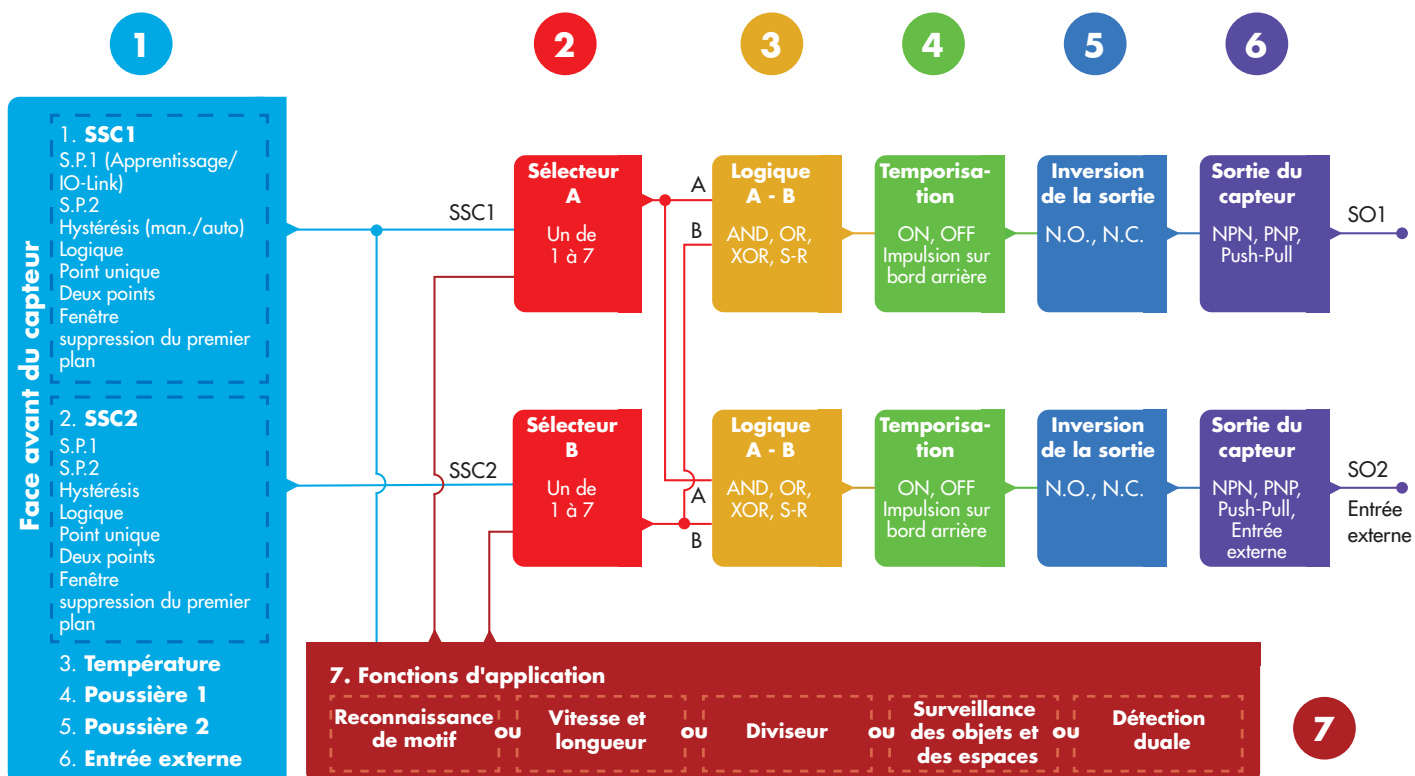 1
2
3
4
5
6
Face avant du capteur
1. SSC1
S.P.1 (Apprentissage/
IO-Link)
S.P.2
Hystérésis (man./auto)
Logique
Point unique
Deux points
Fenêtre
suppression du premier
plan
2. SSC2
S.P.1
S.P.2
Hystérésis
Logique
Point unique
Deux points
Fenêtre
suppression du premier
plan
3. Température
4. Poussière 1
5. Poussière 2
6. Entrée externe
SSC1
Sélecteur
A
Un de
1 à 7
A
B
Logique
A - B
AND, OR,
XOR, S-R
Temporisa-
tion
ON, OFF
Impulsion sur
bord arrière
Inversion
de la sortie
N.O., N.C.
Sortie du
capteur
NPN, PNP,
Push-Pull
SO1
SSC2
Sélecteur
B
Un de
1 à 7
A
B
Logique
A - B
AND, OR,
XOR, S-R
Temporisa-
tion
ON, OFF
Impulsion sur
bord arrière
Inversion
de la sortie
N.O., N.C.
Sortie du
capteur
NPN, PNP,
Push-Pull,
Entrée
externe
SO2
Entrée
externe
7. Fonctions d'application
Reconnaissance
de motif
ou
Vitesse et
longueur
ou
Diviseur
ou
Surveillance
des objets et
des espaces
ou
Détection
duale
7